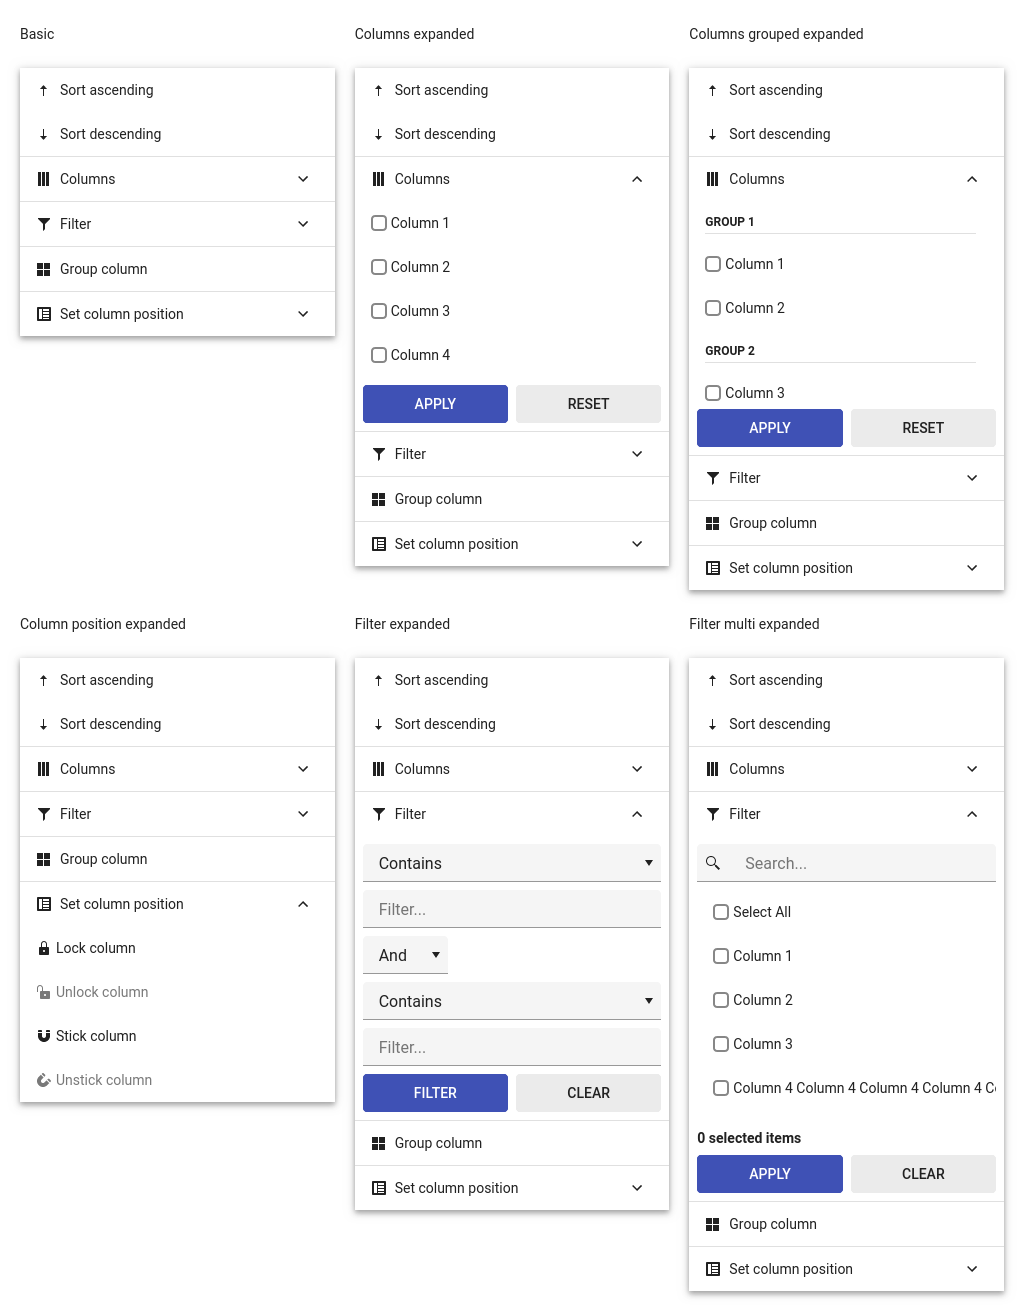 Basic
Sort ascending
Sort descending
Columns
Filter
Group column
Set column position
Columns expanded
Sort ascending
Sort descending
Columns
Column 1
Column 2
Column 3
Column 4
APPLY RESET
Filter
Group column
Set column position
Columns grouped expanded
Sort ascending
Sort descending
Columns
GROUP 1
Column 1
Column 2
GROUP 2
Column 3
APPLY RESET
Filter
Group column
Set column position
Column position expanded
Sort ascending
Sort descending
Columns
Filter
Group column
Set column position
Lock column
Unlock column
Stick column
Unstick column
Filter expanded
Sort ascending
Sort descending
Columns
Filter
Contains
Filter...
And
Contains
Filter...
FILTER CLEAR
Group column
Set column position
Filter multi expanded
Sort ascending
Sort descending
Columns
Filter
Search...
Select All
Column 1
Column 2
Column 3
Column 4 Column 4 Column 4 Column 4
0 selected items
APPLY CLEAR
Group column
Set column position